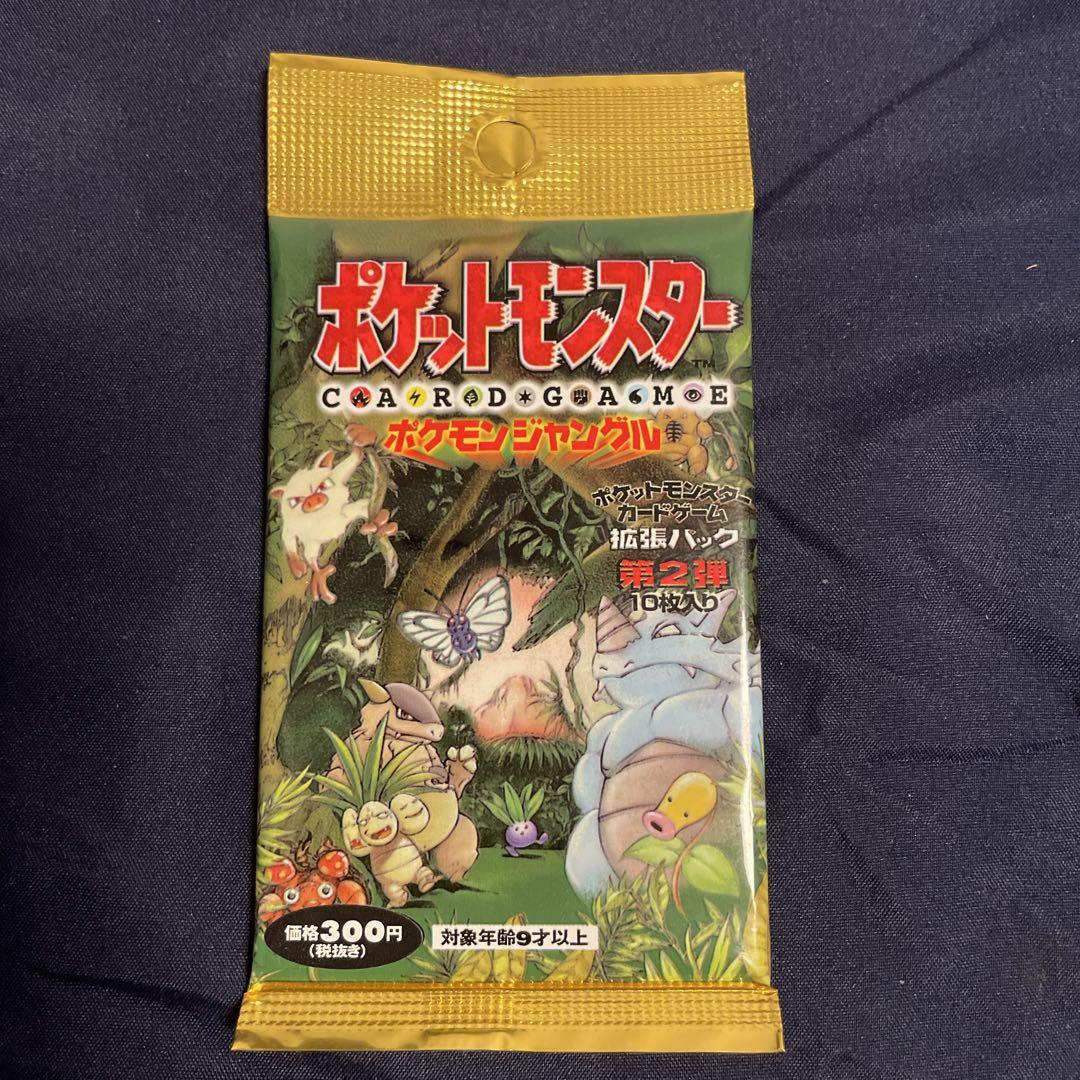 ポケットモンスター
TM
CARD GAME
ポケモンジャングル
ポケットモンスター
カードゲーム
拡張パック
第2弾
10枚入り
価格300円
(税抜き)
対象年齢9才以上